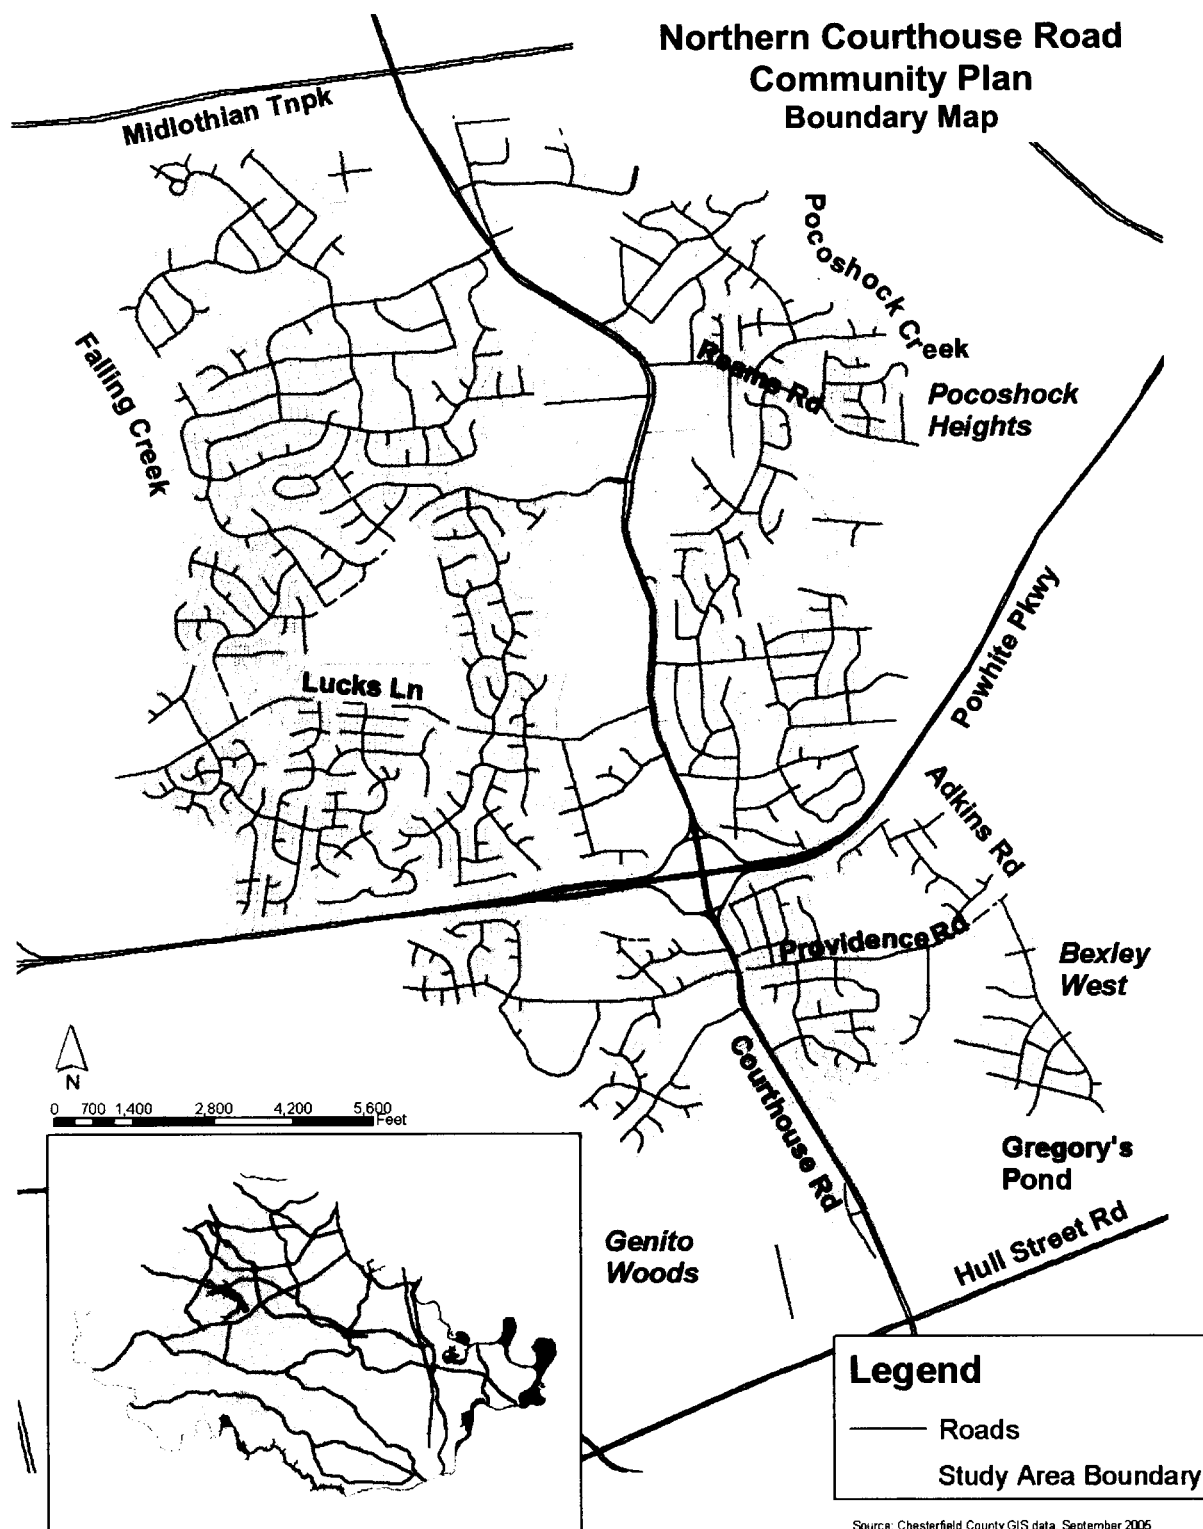 Northern Courthouse Road
Community Plan
Boundary Map
Midlothian Tnpk
Pocoshock Creek
Falling Creek
Reams Rd
Pocoshock
Heights
Powhite Pkwy
Lucks Ln
Adkins Rd
Providence Rd
Bexley
West
Courthouse Rd
N
0 700 1,400 2,800 4,200 5,600
Feet
Gregory's
Pond
Genito
Woods
Hull Street Rd
Legend
Roads
Study Area Boundary
Source: Chesterfield County GIS data, September 2005